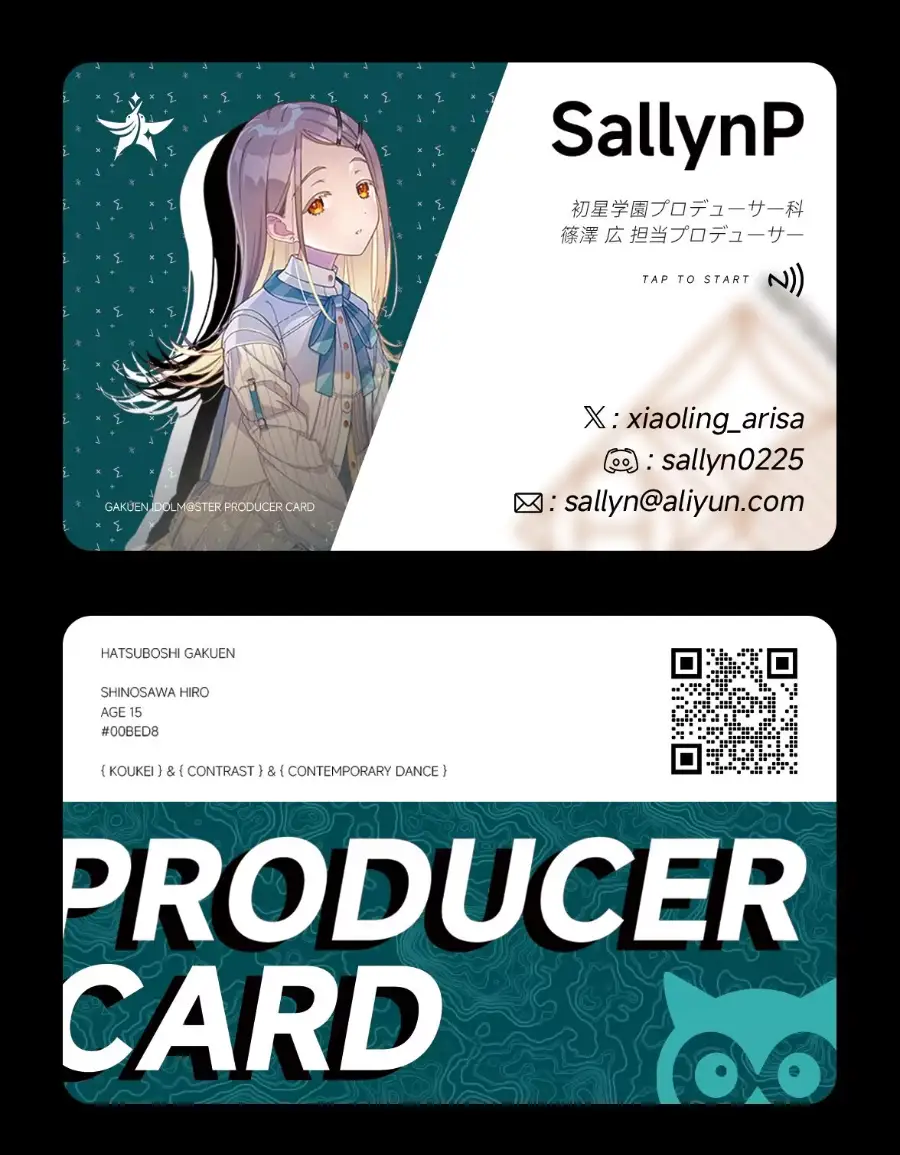 SallynP
初星学園プロデューサー科
篠澤 広 担当プロデューサー
TAP TO START
𝕏 : xiaoling_arisa
: sallyn0225
: sallyn@aliyun.com
GAKUEN IDOLM@STER PRODUCER CARD
HATSUBOSHI GAKUEN
SHINOSAWA HIRO
AGE 15
#00BED8
{ KOUKEI } & { CONTRAST } & { CONTEMPORARY DANCE }
PRODUCER
CARD